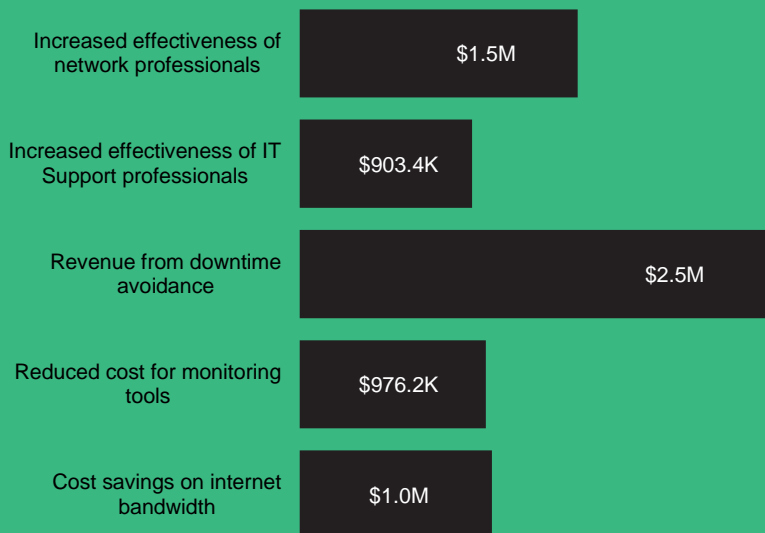 Increased effectiveness of
network professionals
$1.5M
Increased effectiveness of IT
Support professionals
$903.4K
Revenue from downtime
avoidance
$2.5M
Reduced cost for monitoring
tools
$976.2K
Cost savings on internet
bandwidth
$1.0M